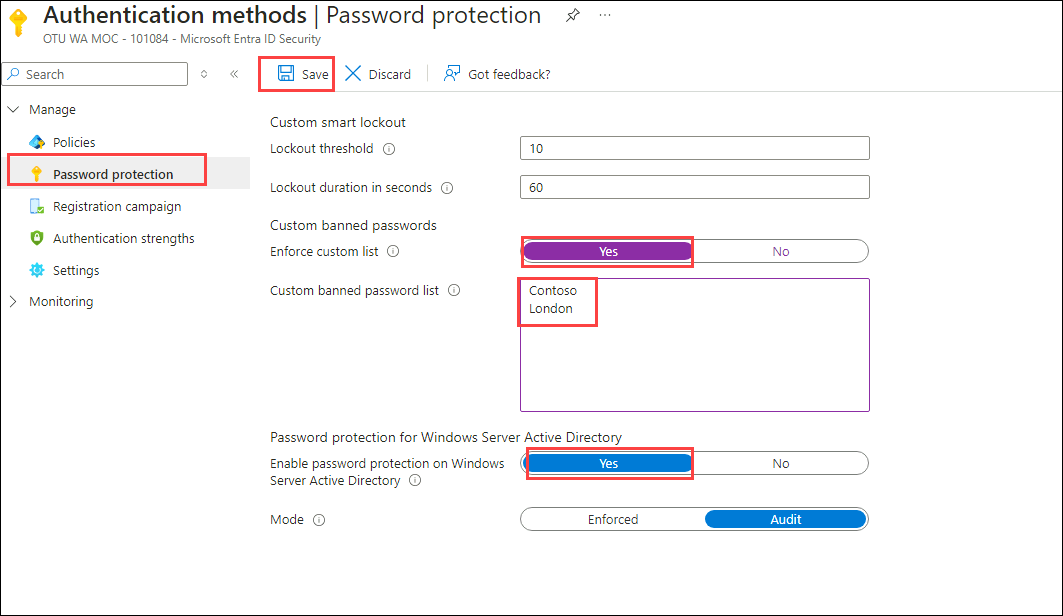 Authentication methods | Password protection ...
OTU WA MOC - 101084 - Microsoft Entra ID Security
Search
Save
Discard
Got feedback?
Manage
Policies
Password protection
Registration campaign
Authentication strengths
Settings
Monitoring
Custom smart lockout
Lockout threshold
10
Lockout duration in seconds
60
Custom banned passwords
Enforce custom list
Yes
No
Custom banned password list
Contoso
London
Password protection for Windows Server Active Directory
Enable password protection on Windows
Server Active Directory
Yes
No
Mode
Enforced
Audit